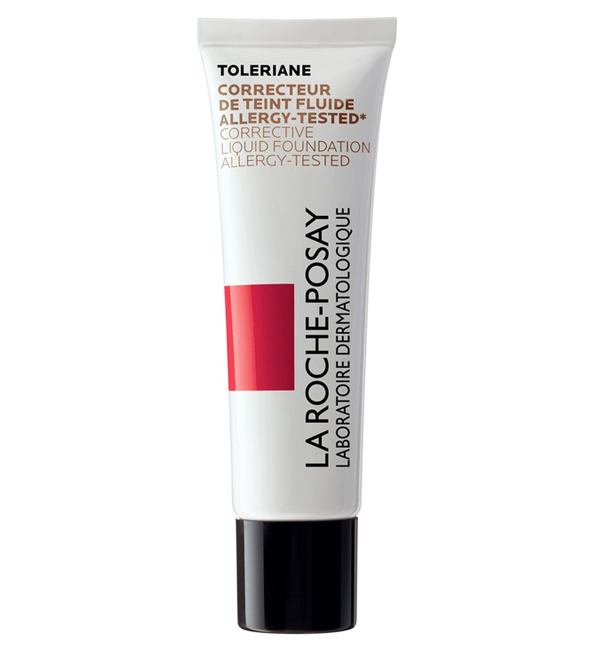 TOLERIANE
CORRECTEUR
DE TEINT FLUIDE
ALLERGY-TESTED*
CORRECTIVE
LIQUID FOUNDATION
ALLERGY-TESTED
LA ROCHE-POSAY
LABORATOIRE DERMATOLOGIQUE